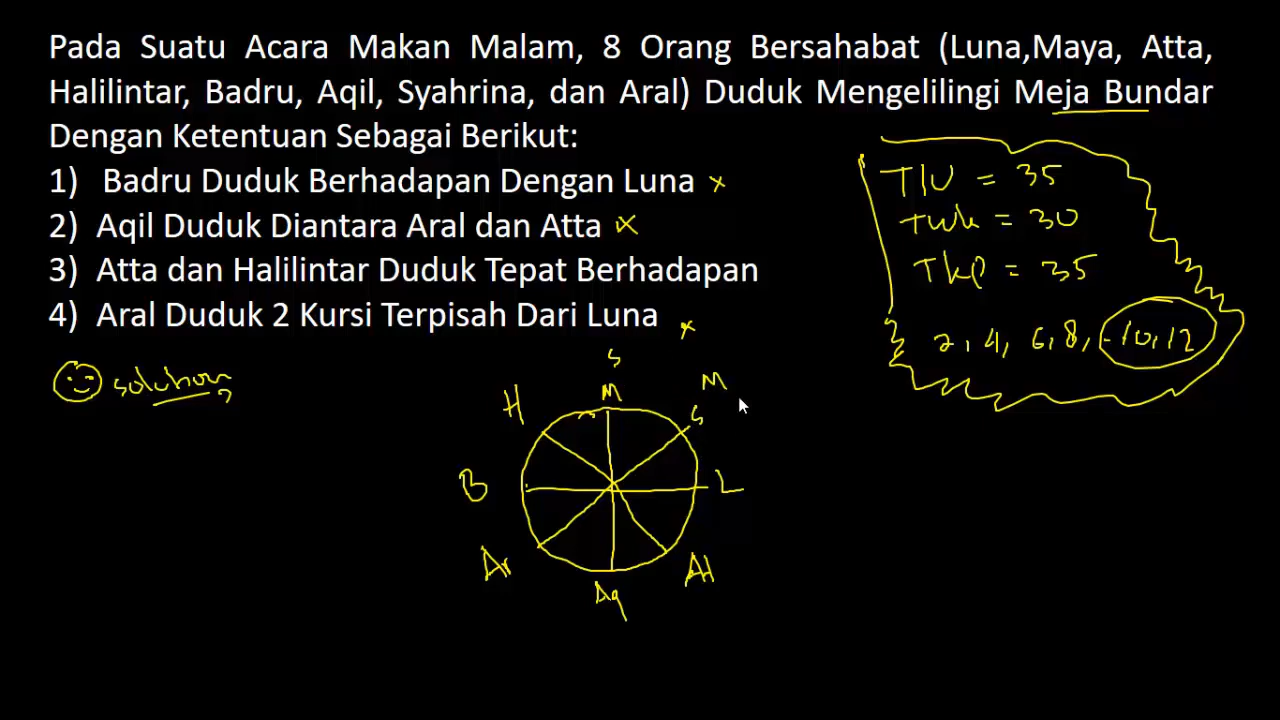 Pada Suatu Acara Makan Malam, 8 Orang Bersahabat (Luna,Maya, Atta,
Halilintar, Badru, Aqil, Syahrina, dan Aral) Duduk Mengelilingi Meja Bundar
Dengan Ketentuan Sebagai Berikut:
1) Badru Duduk Berhadapan Dengan Luna x
2) Aqil Duduk Diantara Aral dan Atta x
3) Atta dan Halilintar Duduk Tepat Berhadapan
4) Aral Duduk 2 Kursi Terpisah Dari Luna x
TIU = 35
TWK = 30
TKP = 35
2, 4, 6, 8, 10, 12
solution
S
H M S M
B L
Ar At
Aq